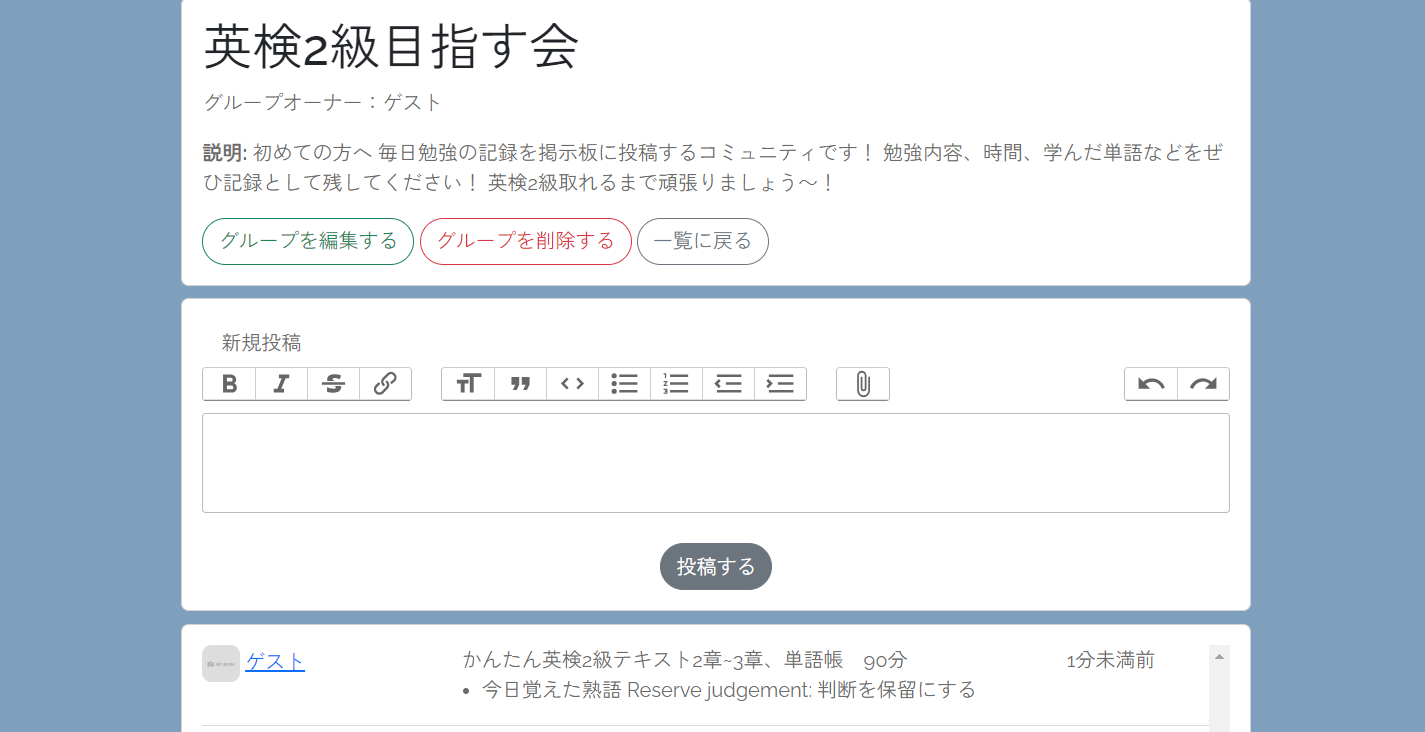 英検2級目指す会
グループオーナー：ゲスト
説明: 初めての方へ 毎日勉強の記録を掲示板に投稿するコミュニティです！ 勉強内容、時間、学んだ単語などをぜ
ひ記録として残してください！ 英検2級取れるまで頑張りましょう〜！
グループを編集する グループを削除する 一覧に戻る
新規投稿
投稿する
ゲスト かんたん英検2級テキスト2章~3章、単語帳　90分 1分未満前
• 今日覚えた熟語 Reserve judgement: 判断を保留にする